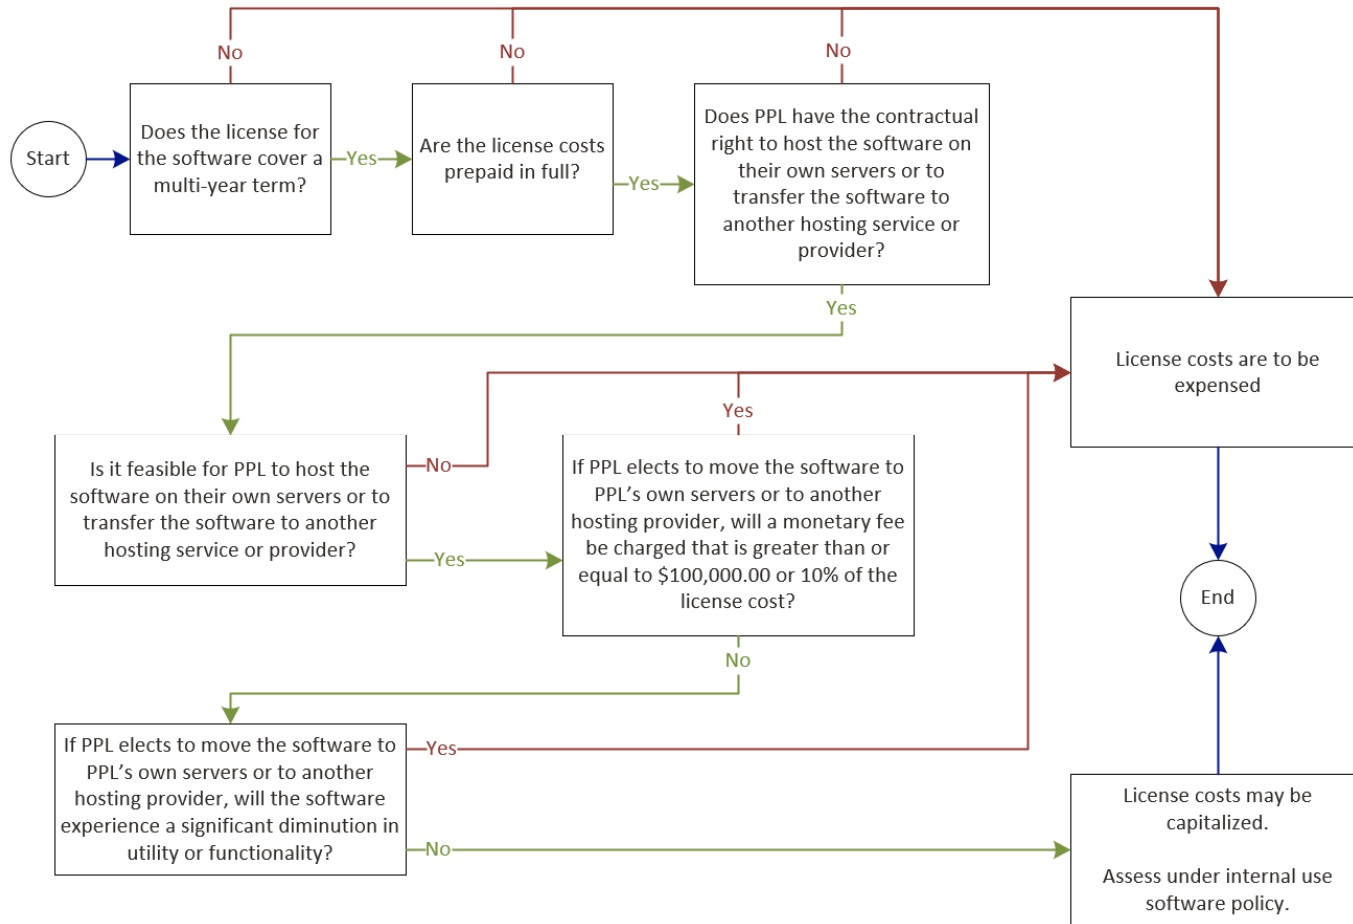 No
No
No
Start
Does the license for
the software cover a
multi-year term?
Yes
Are the license costs
prepaid in full?
Yes
Does PPL have the contractual
right to host the software on
their own servers or to
transfer the software to
another hosting service or
provider?
Yes
License costs are to be
expensed
Is it feasible for PPL to host the
software on their own servers or to
transfer the software to another
hosting service or provider?
No
Yes
Yes
If PPL elects to move the software to
PPL’s own servers or to another
hosting provider, will a monetary fee
be charged that is greater than or
equal to $100,000.00 or 10% of the
license cost?
No
End
If PPL elects to move the software to
PPL’s own servers or to another
hosting provider, will the software
experience a significant diminution in
utility or functionality?
Yes
No
License costs may be
capitalized.
Assess under internal use
software policy.